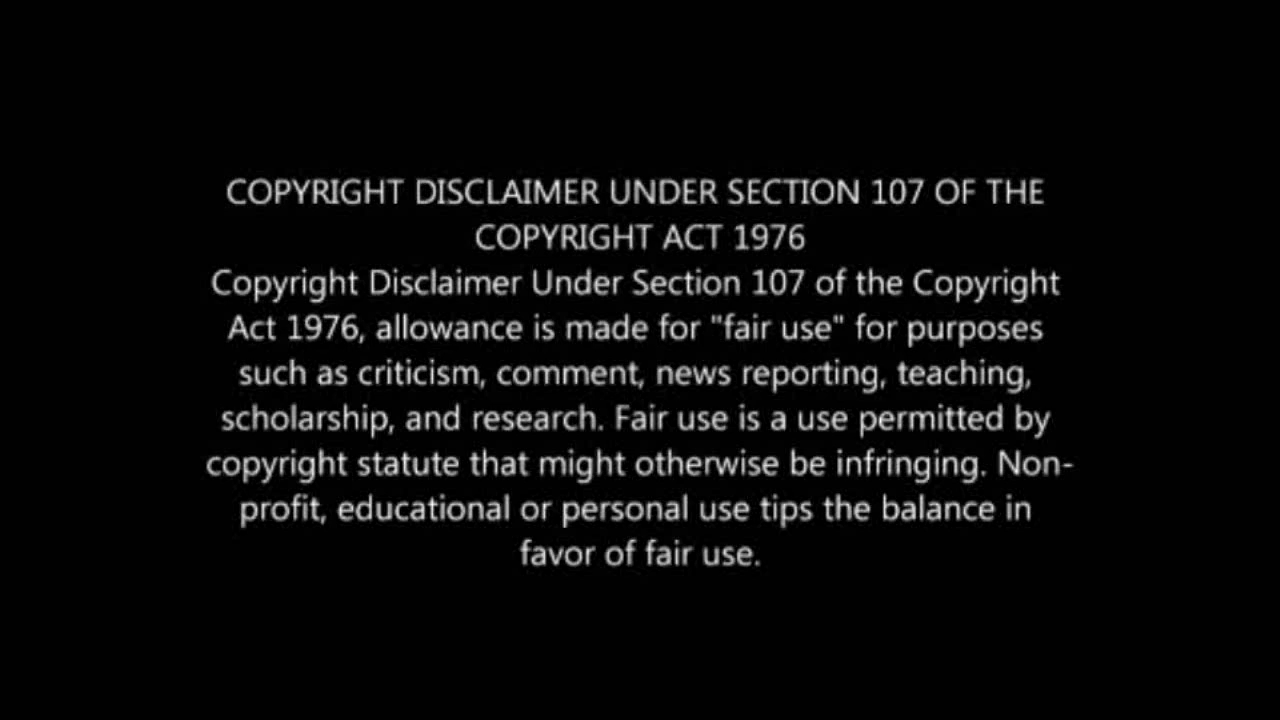 COPYRIGHT DISCLAIMER UNDER SECTION 107 OF THE
COPYRIGHT ACT 1976
Copyright Disclaimer Under Section 107 of the Copyright
Act 1976, allowance is made for "fair use" for purposes
such as criticism, comment, news reporting, teaching,
scholarship, and research. Fair use is a use permitted by
copyright statute that might otherwise be infringing. Non-
profit, educational or personal use tips the balance in
favor of fair use.